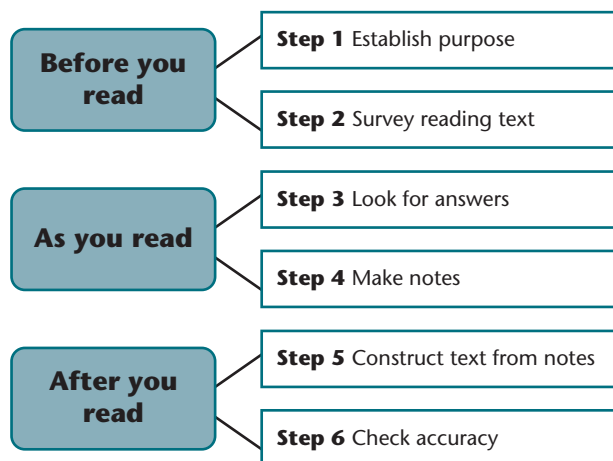 Before you
read
Step 1 Establish purpose
Step 2 Survey reading text
As you read
Step 3 Look for answers
Step 4 Make notes
After you
read
Step 5 Construct text from notes
Step 6 Check accuracy